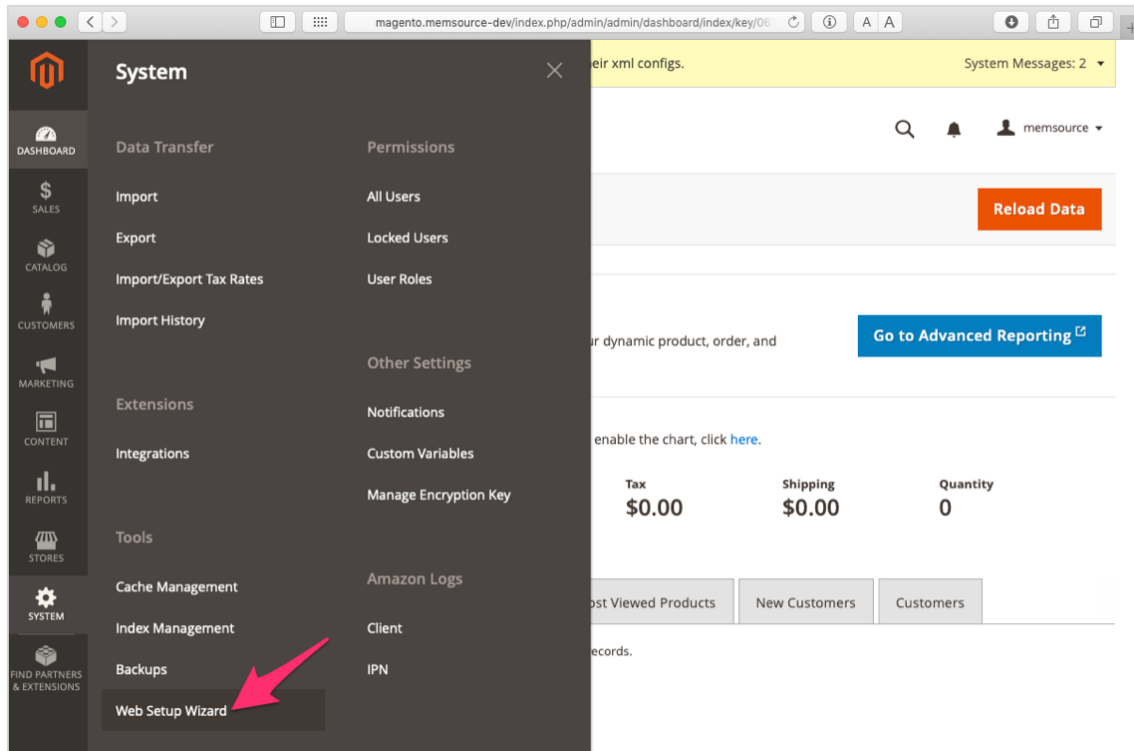 magento.memsource-dev/index.php/admin/admin/dashboard/index/key/06
A A
System
eir xml configs.
System Messages: 2
memsource
DASHBOARD
SALES
CATALOG
CUSTOMERS
MARKETING
CONTENT
REPORTS
STORES
SYSTEM
FIND PARTNERS
& EXTENSIONS
Data Transfer
Import
Export
Import/Export Tax Rates
Import History
Extensions
Integrations
Tools
Cache Management
Index Management
Backups
Web Setup Wizard
Permissions
All Users
Locked Users
User Roles
Other Settings
Notifications
Custom Variables
Manage Encryption Key
Amazon Logs
Client
IPN
Reload Data
ur dynamic product, order, and
Go to Advanced Reporting
enable the chart, click here.
Tax
$0.00
Shipping
$0.00
Quantity
0
ost Viewed Products
New Customers
Customers
ecords.